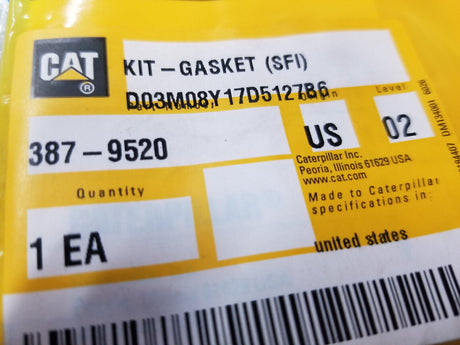 CAT
®
KIT-GASKET (SFI)
D03M08Y17D5127B6
387-9520
US
Level
02
Caterpillar Inc.
Peoria, Illinois 61629 USA
www.cat.com
Quantity
1 EA
Made to Caterpillar
specifications in:
united states